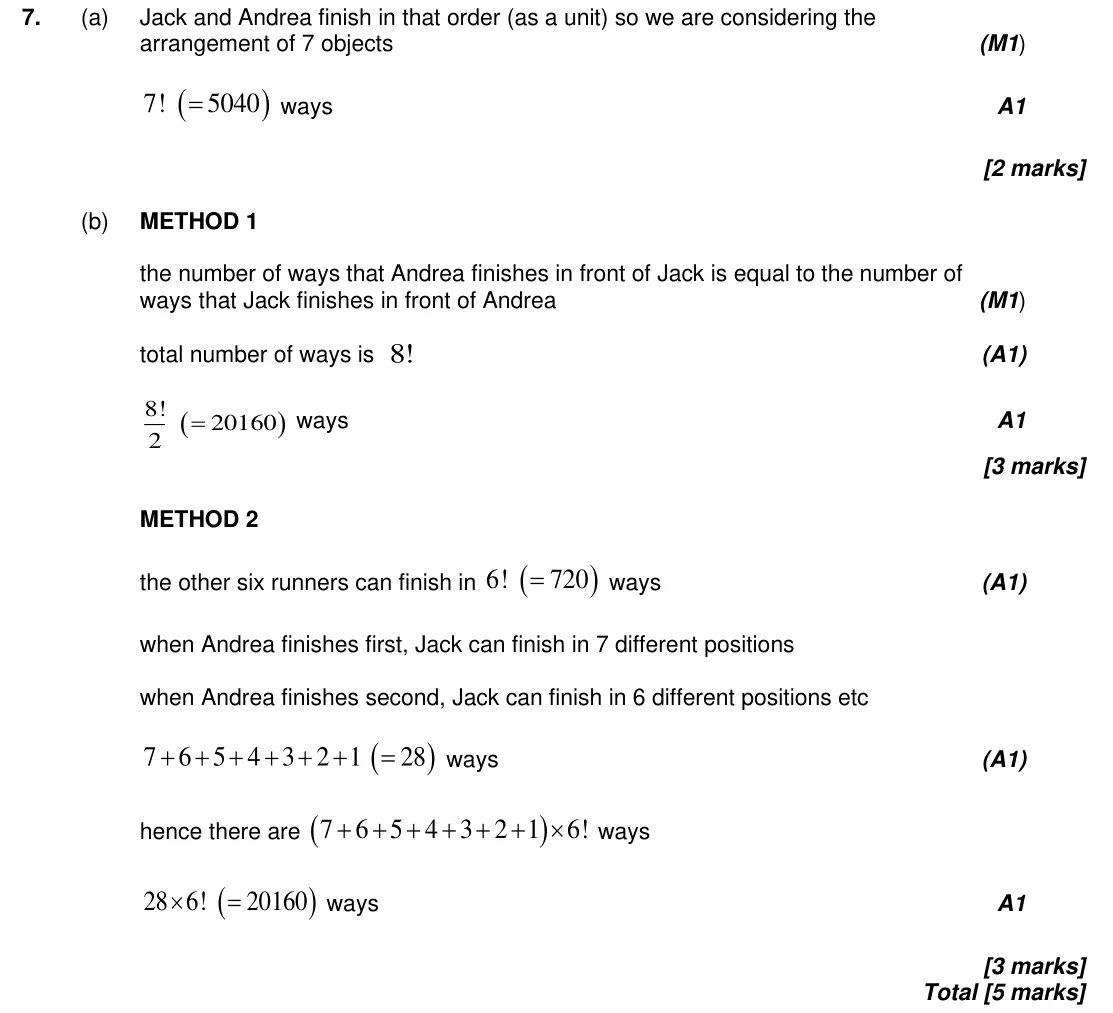 7. (a) Jack and Andrea finish in that order (as a unit) so we are considering the
arrangement of 7 objects (M1)
7! (= 5040) ways A1
[2 marks]
(b) METHOD 1
the number of ways that Andrea finishes in front of Jack is equal to the number of
ways that Jack finishes in front of Andrea (M1)
total number of ways is 8! (A1)
8!/2 (= 20160) ways A1
[3 marks]
METHOD 2
the other six runners can finish in 6! (= 720) ways (A1)
when Andrea finishes first, Jack can finish in 7 different positions
when Andrea finishes second, Jack can finish in 6 different positions etc
7+6+5+4+3+2+1 (= 28) ways (A1)
hence there are (7+6+5+4+3+2+1)×6! ways
28×6! (= 20160) ways A1
[3 marks]
Total [5 marks]